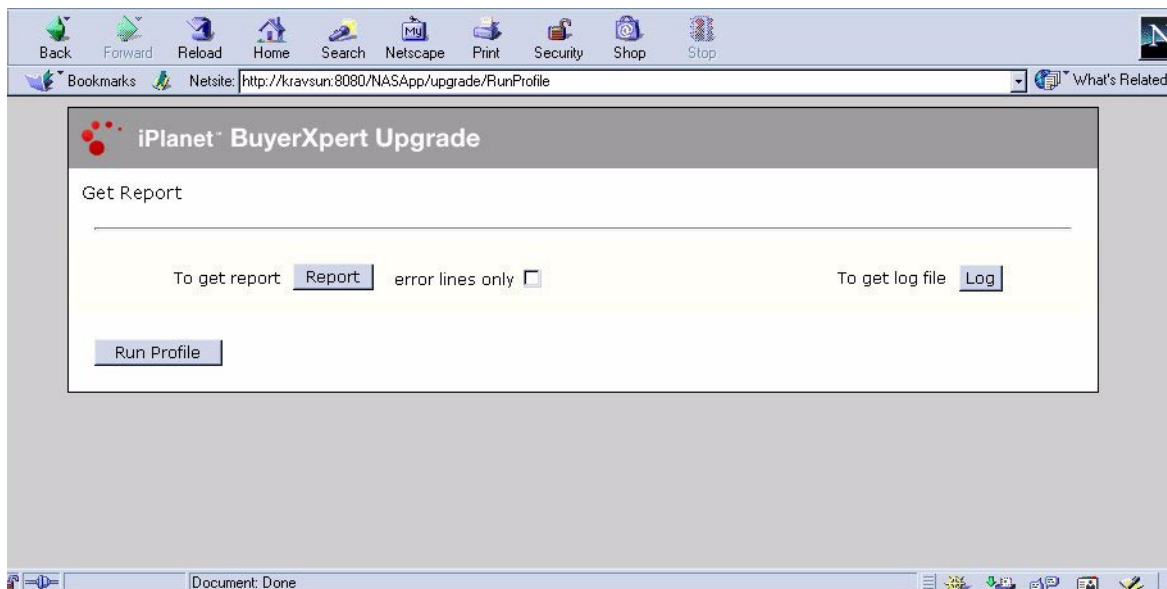 Back Forward Reload Home Search Netscape Print Security Shop Stop
My
N
Bookmarks Netsite: http://kravsun:8080/NASApp/upgrade/RunProfile What's Related
iPlanet™ BuyerXpert Upgrade
Get Report
To get report Report error lines only To get log file Log
Run Profile
Document: Done